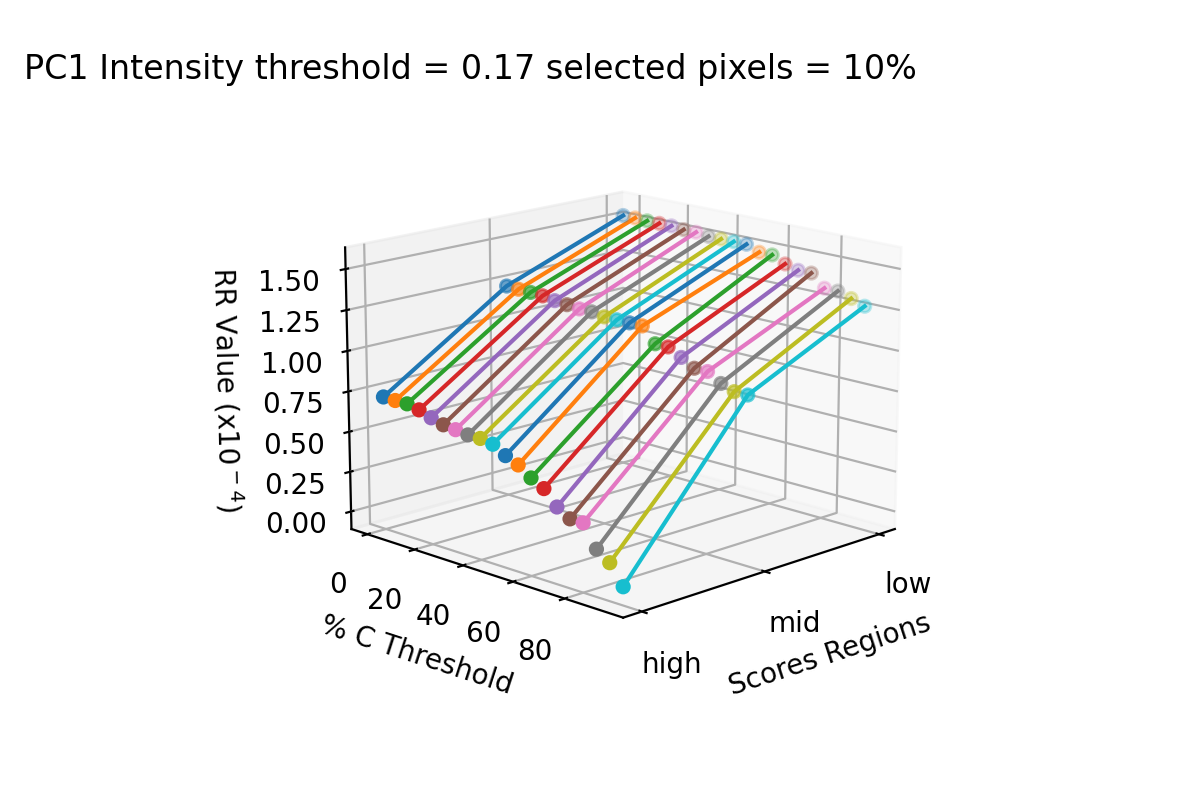 PC1 Intensity threshold = 0.17 selected pixels = 10%
RR Value (x10⁻⁴)
1.50
1.25
1.00
0.75
0.50
0.25
0.00
0
20
40
60
80
% C Threshold
high
mid
low
Scores Regions